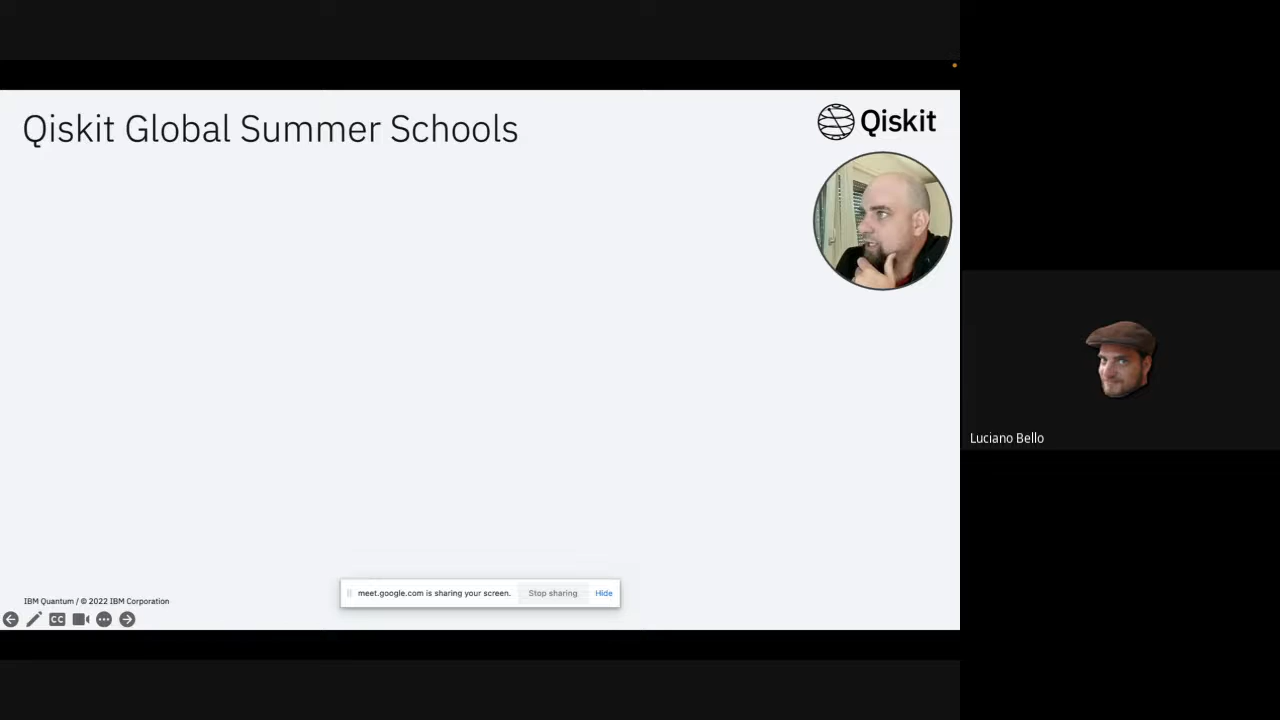 Qiskit Global Summer Schools
Qiskit
Luciano Bello
meet.google.com is sharing your screen.
Stop sharing
Hide
IBM Quantum / © 2022 IBM Corporation
CC